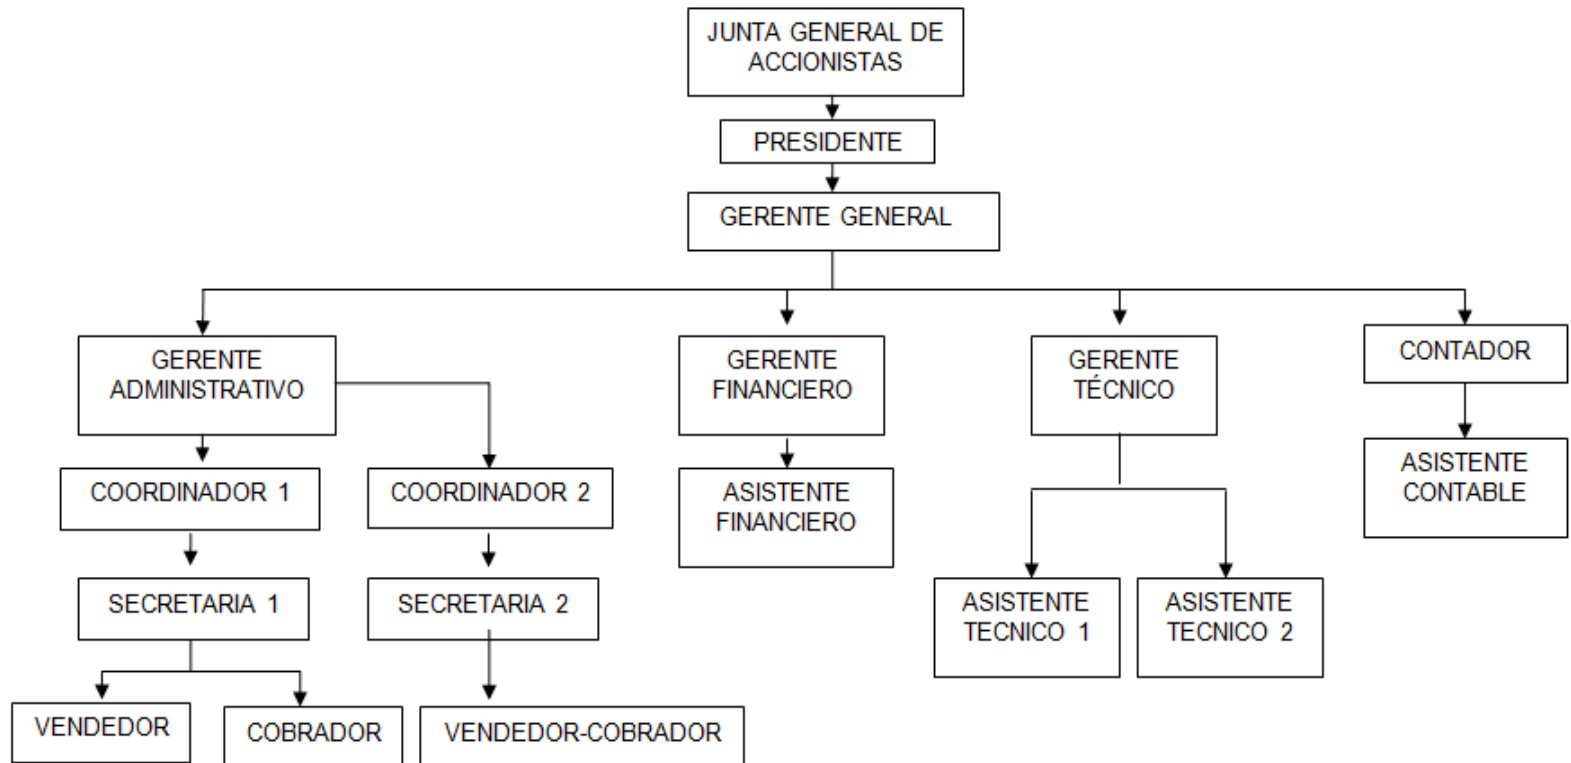 JUNTA GENERAL DE
ACCIONISTAS
PRESIDENTE
GERENTE GENERAL
GERENTE
ADMINISTRATIVO
GERENTE
FINANCIERO
GERENTE
TÉCNICO
CONTADOR
COORDINADOR 1
COORDINADOR 2
ASISTENTE
FINANCIERO
ASISTENTE
CONTABLE
SECRETARIA 1
SECRETARIA 2
ASISTENTE
TECNICO 1
ASISTENTE
TECNICO 2
VENDEDOR
COBRADOR
VENDEDOR-COBRADOR